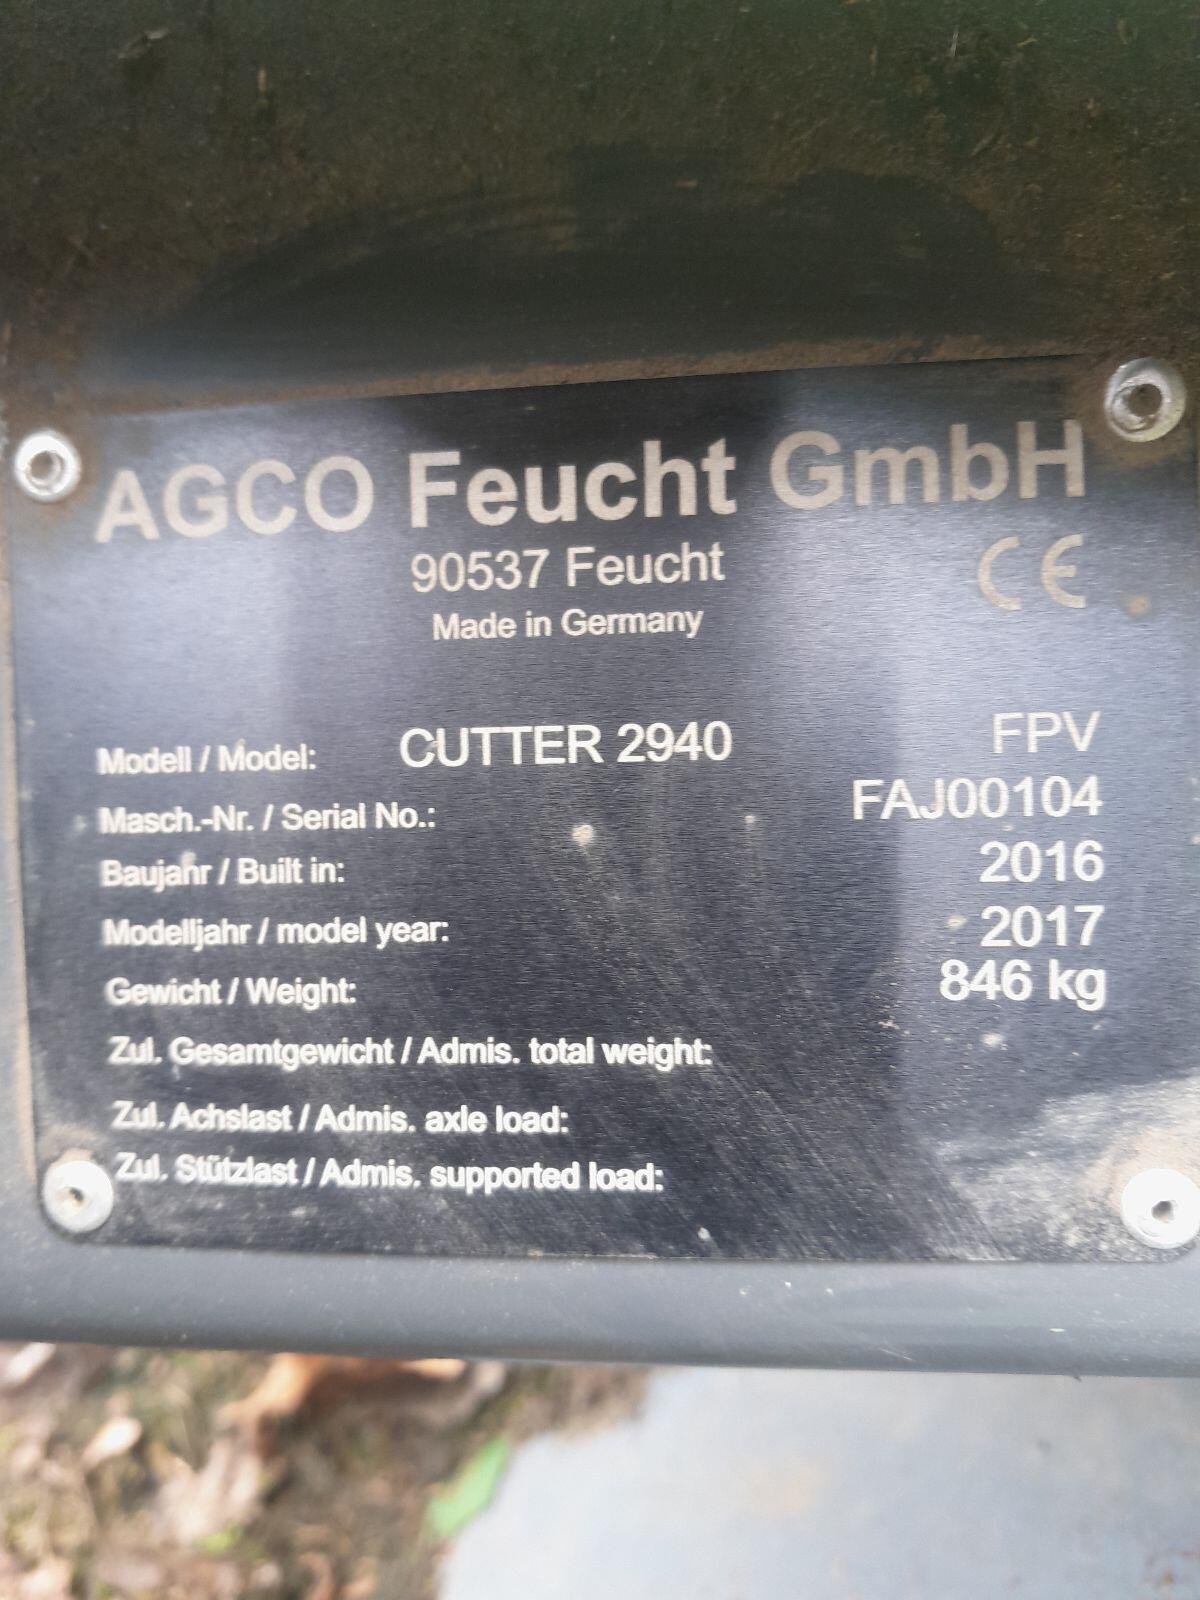 AGCO Feucht GmbH
90537 Feucht
CE
Made in Germany
Modell / Model: CUTTER 2940 FPV
Masch.-Nr. / Serial No.: FAJ00104
Baujahr / Built in: 2016
Modelljahr / model year: 2017
Gewicht / Weight: 846 kg
Zul. Gesamtgewicht / Admis. total weight:
Zul. Achslast / Admis. axle load:
Zul. Stützlast / Admis. supported load: